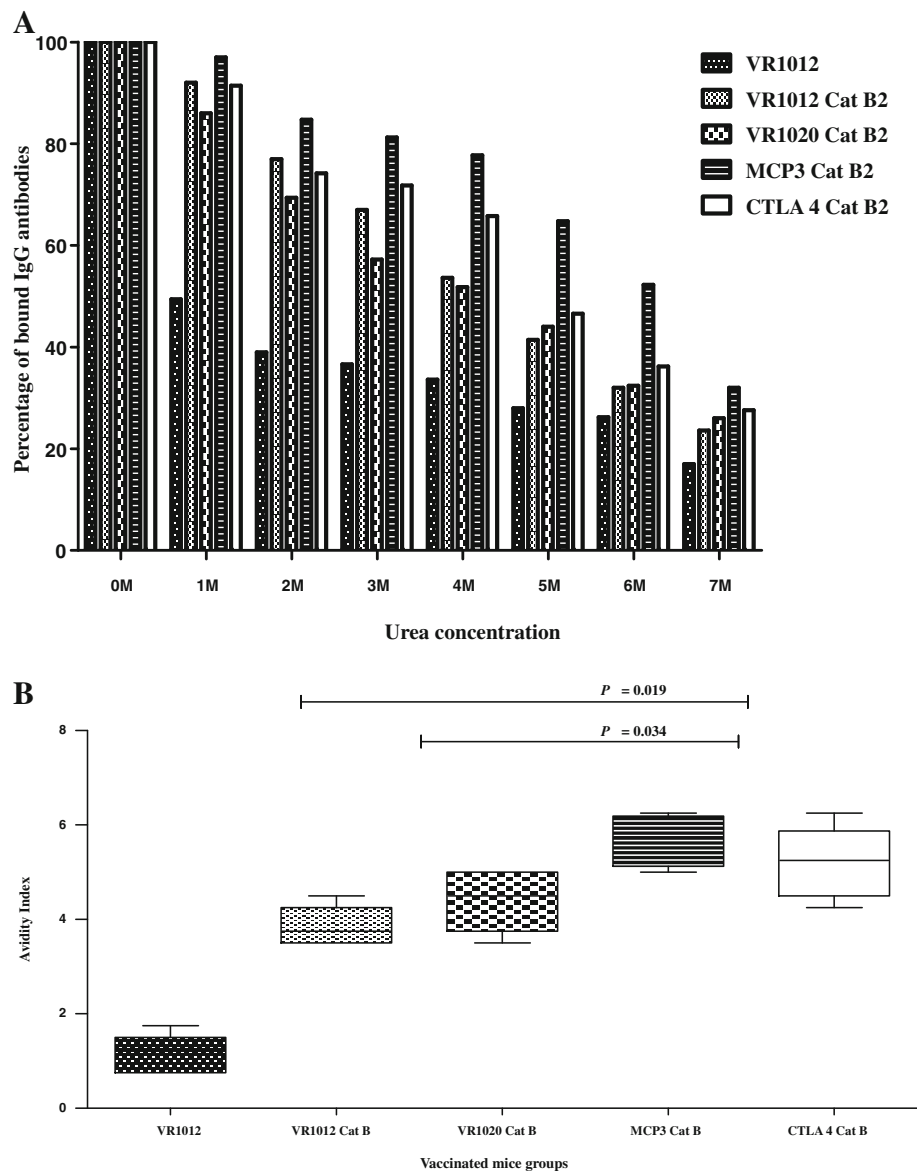 A
100
80
60
40
20
0
Percentage of bound IgG antibodies
VR1012
VR1012 Cat B2
VR1020 Cat B2
MCP3 Cat B2
CTLA 4 Cat B2
0M 1M 2M 3M 4M 5M 6M 7M
Urea concentration
B
P = 0.019
P = 0.034
8
6
4
2
0
Avidity Index
VR1012 VR1012 Cat B VR1020 Cat B MCP3 Cat B CTLA 4 Cat B
Vaccinated mice groups